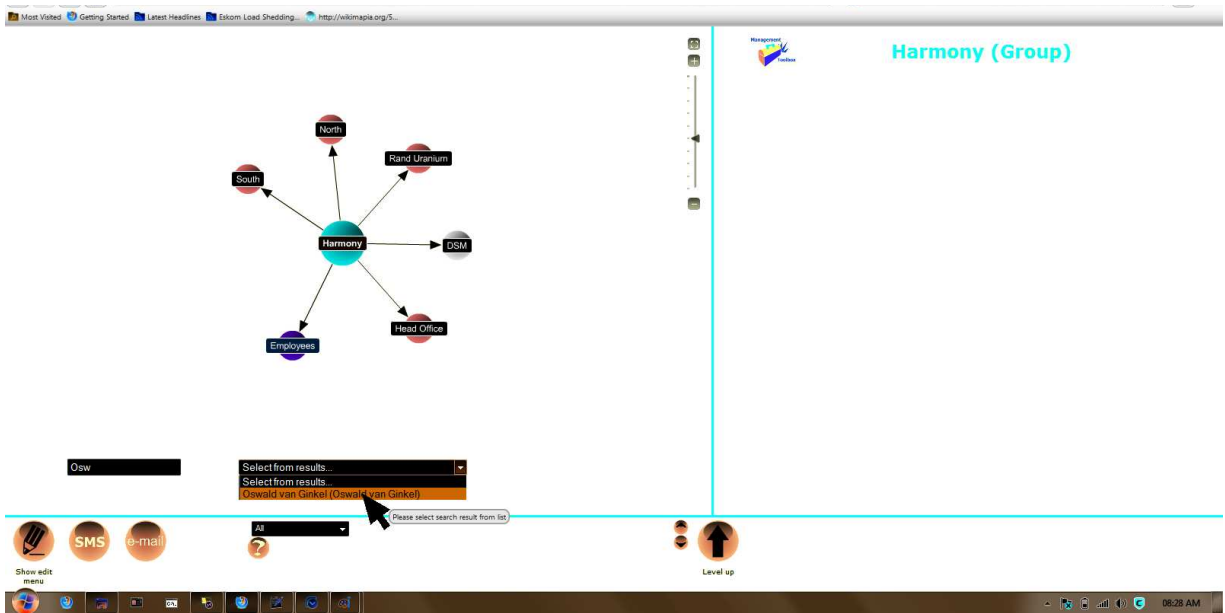 Most Visited Getting Started Latest Headlines Eskom Load Shedding... http://wikimapia.org/5...
Management
Toolbox
Harmony (Group)
North
Rand Uranium
South
Harmony
DSM
Head Office
Employees
Osw
Select from results...
Select from results...
Oswald van Ginkel (Oswald van Ginkel)
Please select search result from list
All
SMS
e-mail
?
Show edit
menu
Level up
08:28 AM